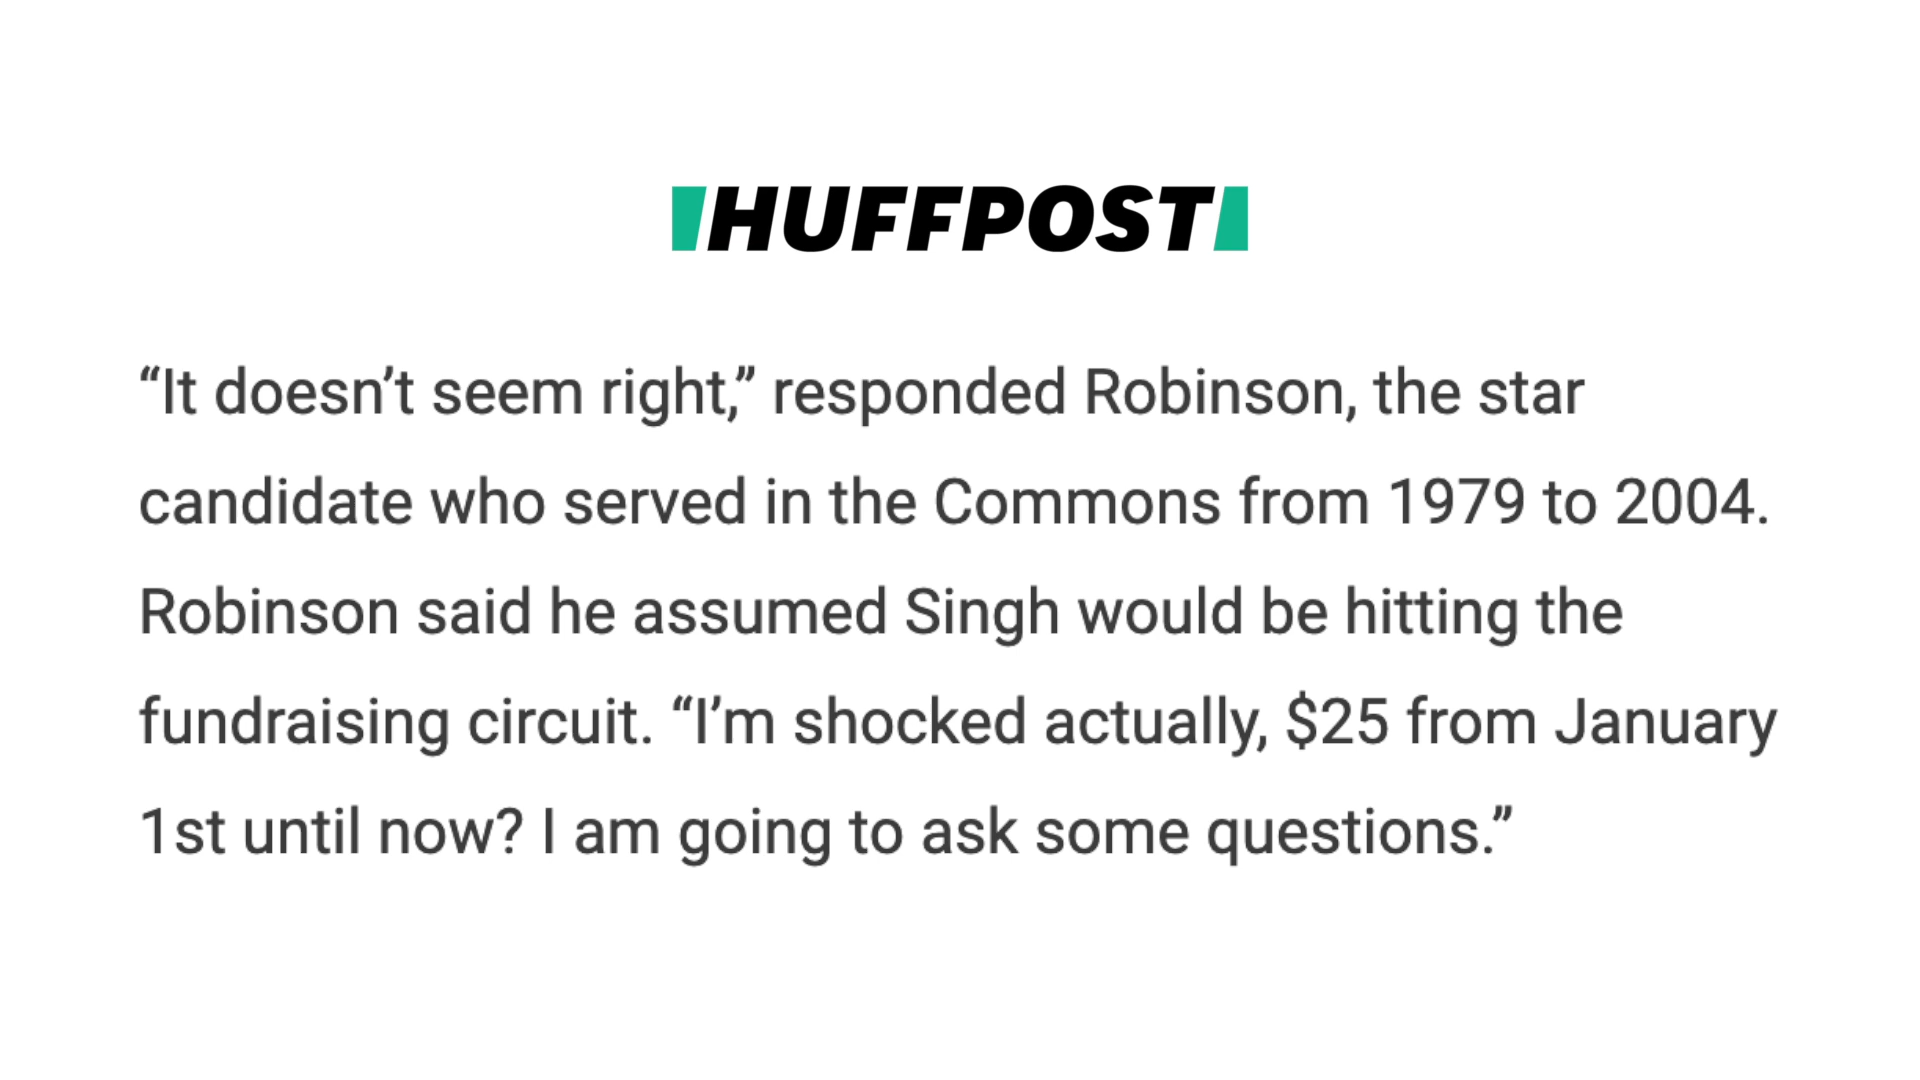 HUFFPOST
“It doesn’t seem right,” responded Robinson, the star
candidate who served in the Commons from 1979 to 2004.
Robinson said he assumed Singh would be hitting the
fundraising circuit. “I’m shocked actually, $25 from January
1st until now? I am going to ask some questions.”